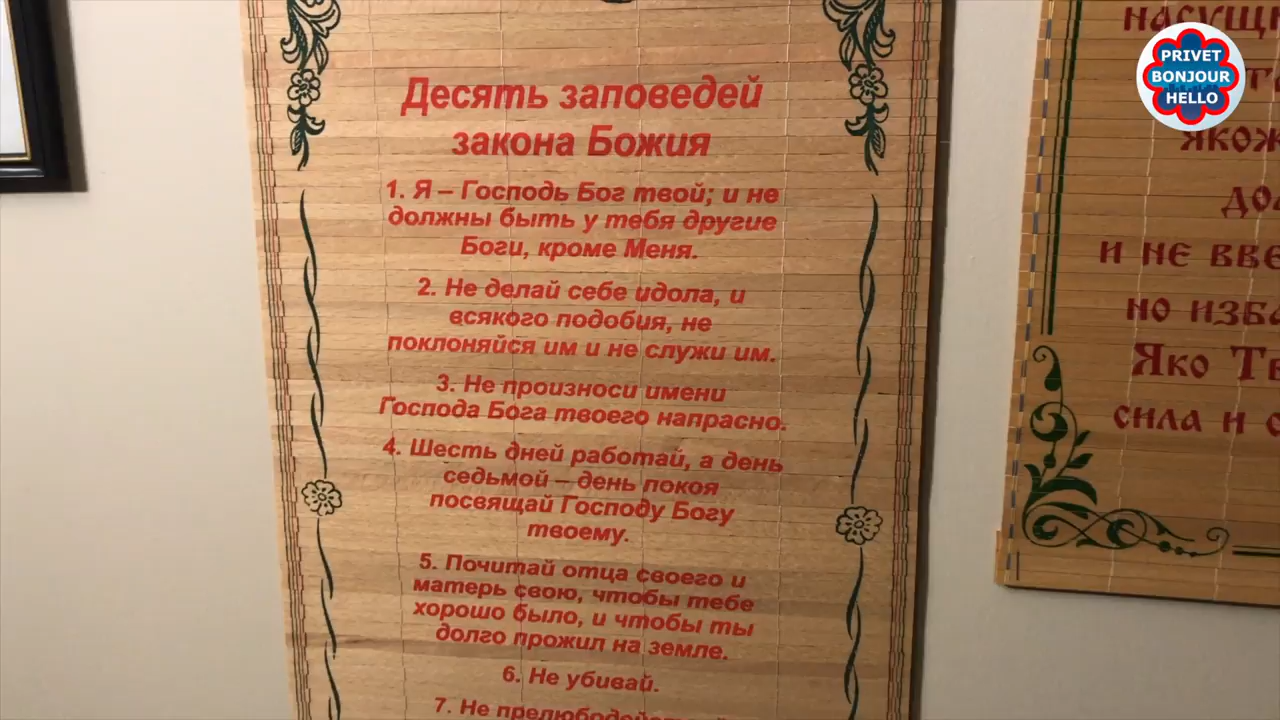 Десять заповедей
закона Божия
1. Я – Господь Бог твой; и не
должны быть у тебя другие
Боги, кроме Меня.
2. Не делай себе идола, и
всякого подобия, не
поклоняйся им и не служи им.
3. Не произноси имени
Господа Бога твоего напрасно.
4. Шесть дней работай, а день
седьмой – день покоя
посвящай Господу Богу
твоему.
5. Почитай отца своего и
матерь свою, чтобы тебе
хорошо было, и чтобы ты
долго прожил на земле.
6. Не убивай.
7. Не
и не
но
Яко
сила и
PRIVET
BONJOUR
HELLO